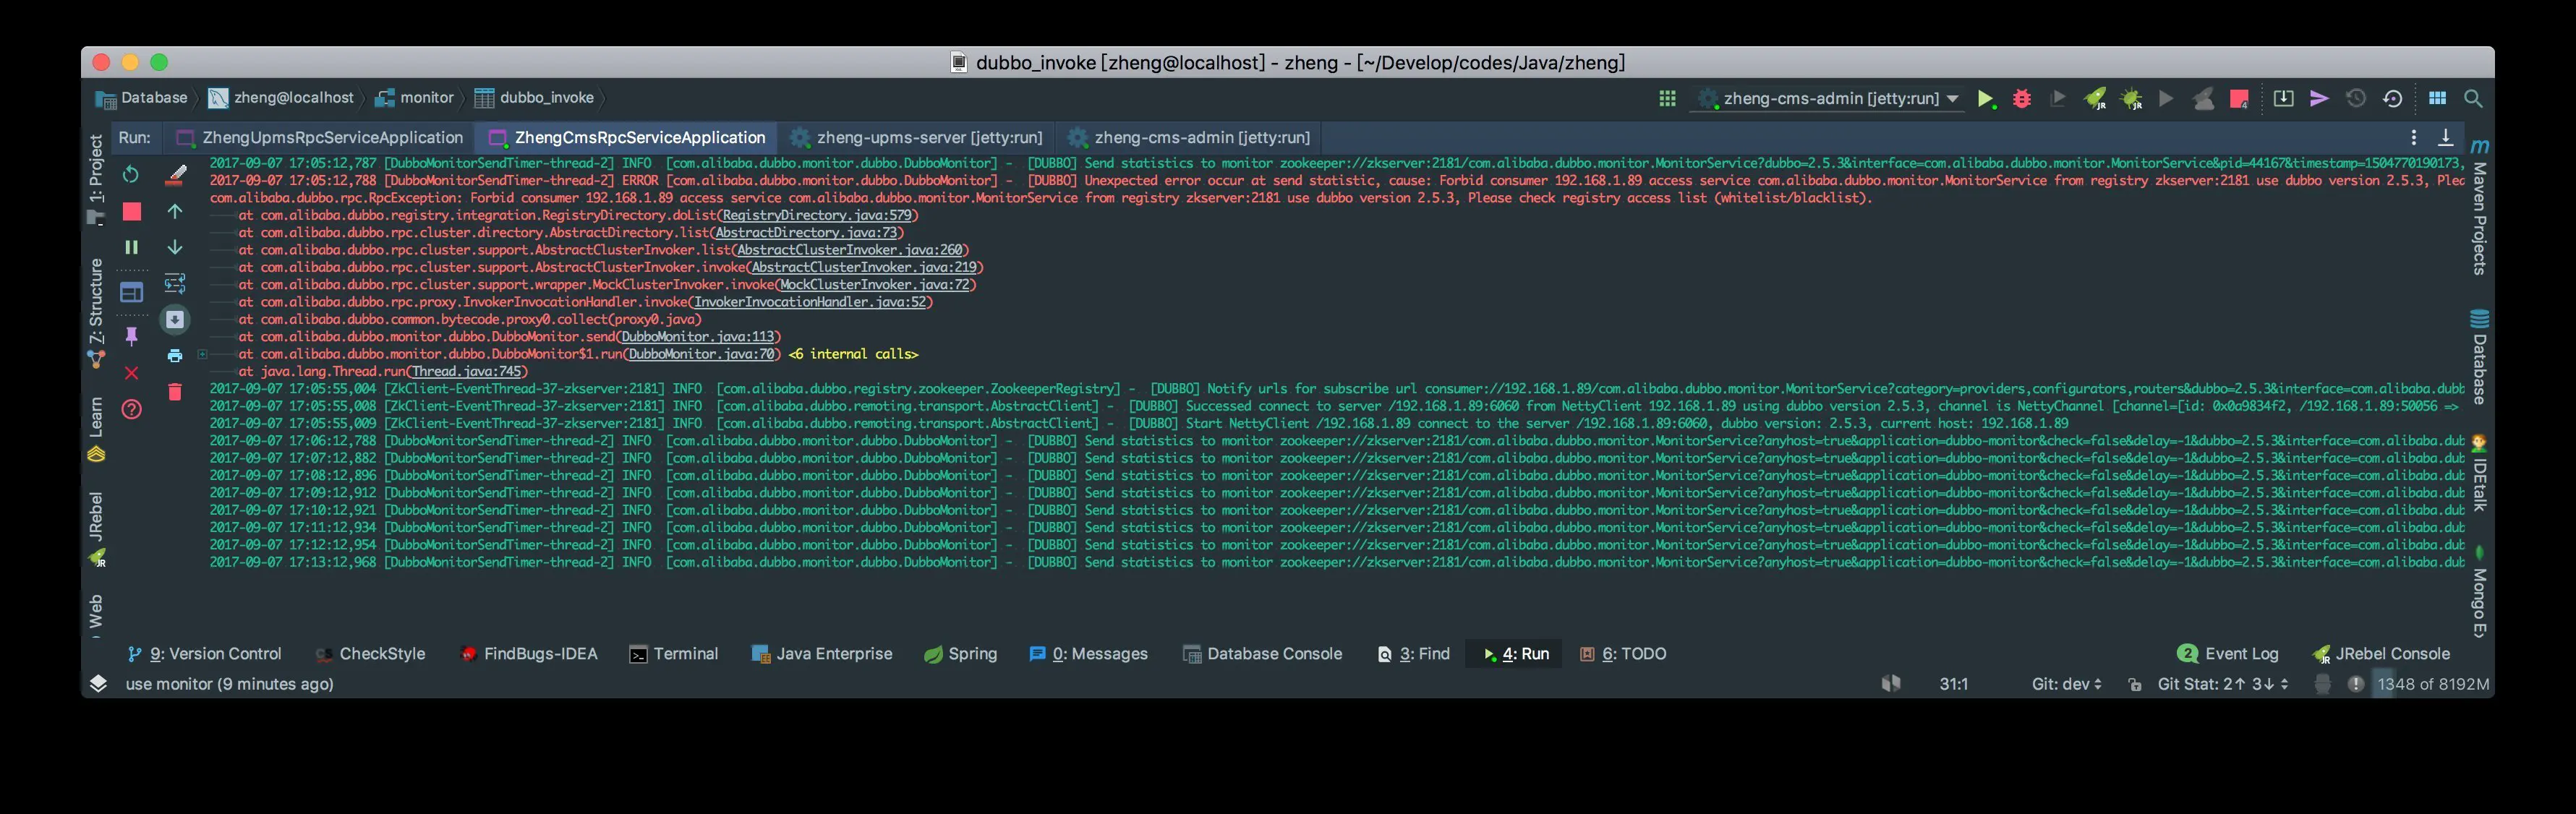 dubbo_invoke [zheng@localhost] - zheng - [~/Develop/codes/Java/zheng]
Database zheng@localhost monitor dubbo_invoke zheng-cms-admin [jetty:run]
Run: ZhengUpmsRpcServiceApplication ZhengCmsRpcServiceApplication zheng-upms-server [jetty:run] zheng-cms-admin [jetty:run]
2017-09-07 17:05:12,787 [DubboMonitorSendTimer-thread-2] INFO [com.alibaba.dubbo.monitor.dubbo.DubboMonitor] - [DUBBO] Send statistics to monitor zookeeper://zkserver:2181/com.alibaba.dubbo.monitor.MonitorService?dubbo=2.5.3&interface=com.alibaba.dubbo.monitor.MonitorService&pid=44167&timestamp=1504770190173,
2017-09-07 17:05:12,788 [DubboMonitorSendTimer-thread-2] ERROR [com.alibaba.dubbo.monitor.dubbo.DubboMonitor] - [DUBBO] Unexpected error occur at send statistic, cause: Forbid consumer 192.168.1.89 access service com.alibaba.dubbo.monitor.MonitorService from registry zkserver:2181 use dubbo version 2.5.3, Plea
com.alibaba.dubbo.rpc.RpcException: Forbid consumer 192.168.1.89 access service com.alibaba.dubbo.monitor.MonitorService from registry zkserver:2181 use dubbo version 2.5.3, Please check registry access list (whitelist/blacklist).
at com.alibaba.dubbo.registry.integration.RegistryDirectory.doList(RegistryDirectory.java:579)
at com.alibaba.dubbo.rpc.cluster.directory.AbstractDirectory.list(AbstractDirectory.java:73)
at com.alibaba.dubbo.rpc.cluster.support.AbstractClusterInvoker.list(AbstractClusterInvoker.java:260)
at com.alibaba.dubbo.rpc.cluster.support.AbstractClusterInvoker.invoke(AbstractClusterInvoker.java:219)
at com.alibaba.dubbo.rpc.cluster.support.wrapper.MockClusterInvoker.invoke(MockClusterInvoker.java:72)
at com.alibaba.dubbo.rpc.proxy.InvokerInvocationHandler.invoke(InvokerInvocationHandler.java:52)
at com.alibaba.dubbo.common.bytecode.proxy0.collect(proxy0.java)
at com.alibaba.dubbo.monitor.dubbo.DubboMonitor.send(DubboMonitor.java:113)
at com.alibaba.dubbo.monitor.dubbo.DubboMonitor$1.run(DubboMonitor.java:70) <6 internal calls>
at java.lang.Thread.run(Thread.java:745)
2017-09-07 17:05:55,004 [ZkClient-EventThread-37-zkserver:2181] INFO [com.alibaba.dubbo.registry.zookeeper.ZookeeperRegistry] - [DUBBO] Notify urls for subscribe url consumer://192.168.1.89/com.alibaba.dubbo.monitor.MonitorService?category=providers,configurators,routers&dubbo=2.5.3&interface=com.alibaba.dubb
2017-09-07 17:05:55,008 [ZkClient-EventThread-37-zkserver:2181] INFO [com.alibaba.dubbo.remoting.transport.AbstractClient] - [DUBBO] Successed connect to server /192.168.1.89:6060 from NettyClient 192.168.1.89 using dubbo version 2.5.3, channel is NettyChannel [channel=[id: 0x0a9834f2, /192.168.1.89:50056 =>
2017-09-07 17:05:55,009 [ZkClient-EventThread-37-zkserver:2181] INFO [com.alibaba.dubbo.remoting.transport.AbstractClient] - [DUBBO] Start NettyClient /192.168.1.89 connect to the server /192.168.1.89:6060, dubbo version: 2.5.3, current host: 192.168.1.89
2017-09-07 17:06:12,788 [DubboMonitorSendTimer-thread-2] INFO [com.alibaba.dubbo.monitor.dubbo.DubboMonitor] - [DUBBO] Send statistics to monitor zookeeper://zkserver:2181/com.alibaba.dubbo.monitor.MonitorService?anyhost=true&application=dubbo-monitor&check=false&delay=-1&dubbo=2.5.3&interface=com.alibaba.dub
2017-09-07 17:07:12,882 [DubboMonitorSendTimer-thread-2] INFO [com.alibaba.dubbo.monitor.dubbo.DubboMonitor] - [DUBBO] Send statistics to monitor zookeeper://zkserver:2181/com.alibaba.dubbo.monitor.MonitorService?anyhost=true&application=dubbo-monitor&check=false&delay=-1&dubbo=2.5.3&interface=com.alibaba.dub
2017-09-07 17:08:12,896 [DubboMonitorSendTimer-thread-2] INFO [com.alibaba.dubbo.monitor.dubbo.DubboMonitor] - [DUBBO] Send statistics to monitor zookeeper://zkserver:2181/com.alibaba.dubbo.monitor.MonitorService?anyhost=true&application=dubbo-monitor&check=false&delay=-1&dubbo=2.5.3&interface=com.alibaba.dub
2017-09-07 17:09:12,912 [DubboMonitorSendTimer-thread-2] INFO [com.alibaba.dubbo.monitor.dubbo.DubboMonitor] - [DUBBO] Send statistics to monitor zookeeper://zkserver:2181/com.alibaba.dubbo.monitor.MonitorService?anyhost=true&application=dubbo-monitor&check=false&delay=-1&dubbo=2.5.3&interface=com.alibaba.dub
2017-09-07 17:10:12,921 [DubboMonitorSendTimer-thread-2] INFO [com.alibaba.dubbo.monitor.dubbo.DubboMonitor] - [DUBBO] Send statistics to monitor zookeeper://zkserver:2181/com.alibaba.dubbo.monitor.MonitorService?anyhost=true&application=dubbo-monitor&check=false&delay=-1&dubbo=2.5.3&interface=com.alibaba.dub
2017-09-07 17:11:12,934 [DubboMonitorSendTimer-thread-2] INFO [com.alibaba.dubbo.monitor.dubbo.DubboMonitor] - [DUBBO] Send statistics to monitor zookeeper://zkserver:2181/com.alibaba.dubbo.monitor.MonitorService?anyhost=true&application=dubbo-monitor&check=false&delay=-1&dubbo=2.5.3&interface=com.alibaba.dub
2017-09-07 17:12:12,954 [DubboMonitorSendTimer-thread-2] INFO [com.alibaba.dubbo.monitor.dubbo.DubboMonitor] - [DUBBO] Send statistics to monitor zookeeper://zkserver:2181/com.alibaba.dubbo.monitor.MonitorService?anyhost=true&application=dubbo-monitor&check=false&delay=-1&dubbo=2.5.3&interface=com.alibaba.dub
2017-09-07 17:13:12,968 [DubboMonitorSendTimer-thread-2] INFO [com.alibaba.dubbo.monitor.dubbo.DubboMonitor] - [DUBBO] Send statistics to monitor zookeeper://zkserver:2181/com.alibaba.dubbo.monitor.MonitorService?anyhost=true&application=dubbo-monitor&check=false&delay=-1&dubbo=2.5.3&interface=com.alibaba.dub
1: Project
Z: Structure
Learn
JRebel
Web
Maven Projects
Database
IDEtalk
Mongo Ex
9: Version Control CheckStyle FindBugs-IDEA Terminal Java Enterprise Spring 0: Messages Database Console 3: Find 4: Run 6: TODO 2 Event Log JRebel Console
use monitor (9 minutes ago) 31:1 Git: dev Git Stat: 2↑ 3↓ 1348 of 8192M